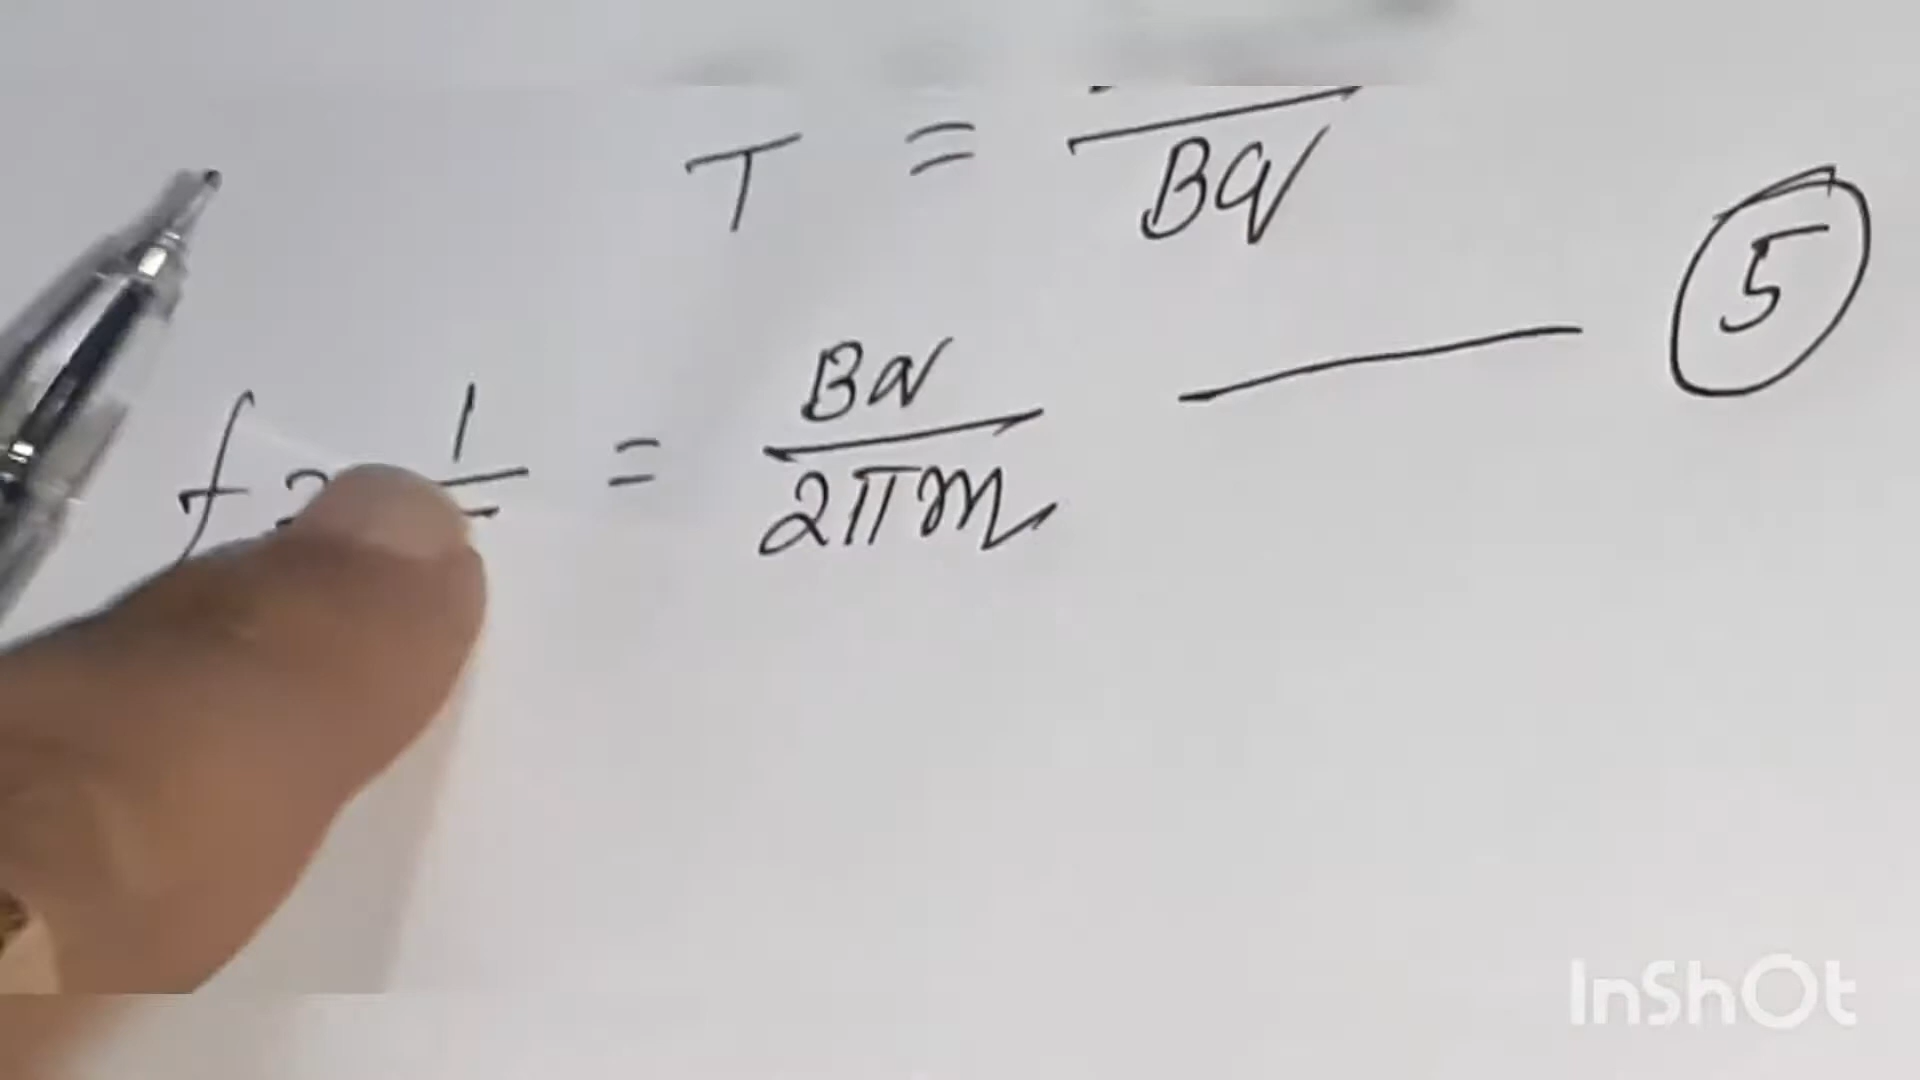 T = / Bq
5
f = 1/T = Bq / 2πm
InShOt